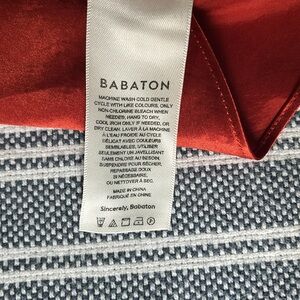 BABATON
MACHINE WASH COLD GENTLE
CYCLE WITH LIKE COLOURS, ONLY
NON-CHLORINE BLEACH WHEN
NEEDED, HANG TO DRY,
COOL IRON ONLY IF NEEDED, OR
DRY CLEAN. LAVER À LA MACHINE
À L'EAU FROIDE AU CYCLE
DÉLICAT AVEC COULEURS
SEMBLABLES, UTILISER
SEULEMENT UN JAVELLISANT
SANS CHLORE AU BESOIN,
SUSPENDRE POUR SÉCHER,
REPASSAGE DOUX
SI NÉCESSAIRE,
OU NETTOYER À SEC.
MADE IN CHINA
FABRIQUÉ EN CHINE
Sincerely, Babaton